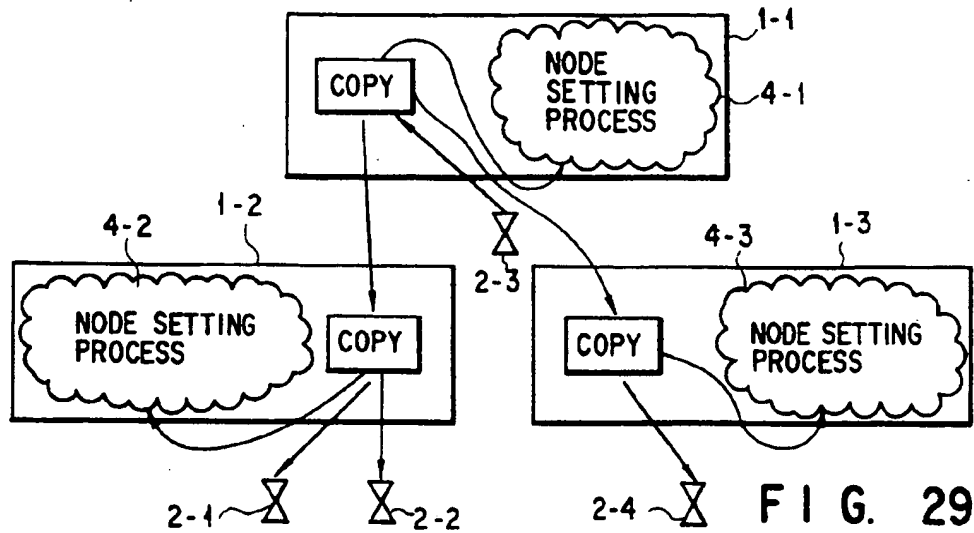 1-1
COPY
NODE
SETTING
PROCESS
4-1
4-2
1-2
2-3
4-3
1-3
NODE SETTING
PROCESS
COPY
COPY
NODE SETTING
PROCESS
2-1
2-2
2-4
FIG. 29